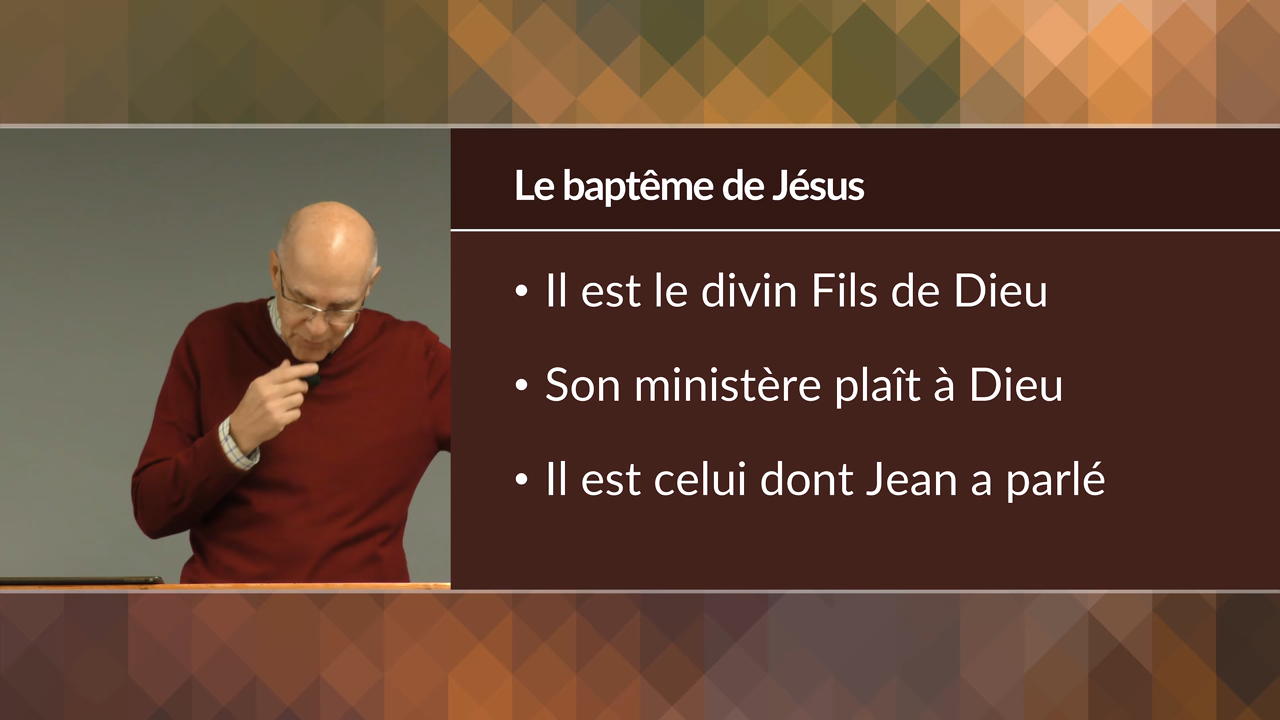 Le baptême de Jésus
• Il est le divin Fils de Dieu
• Son ministère plaît à Dieu
• Il est celui dont Jean a parlé